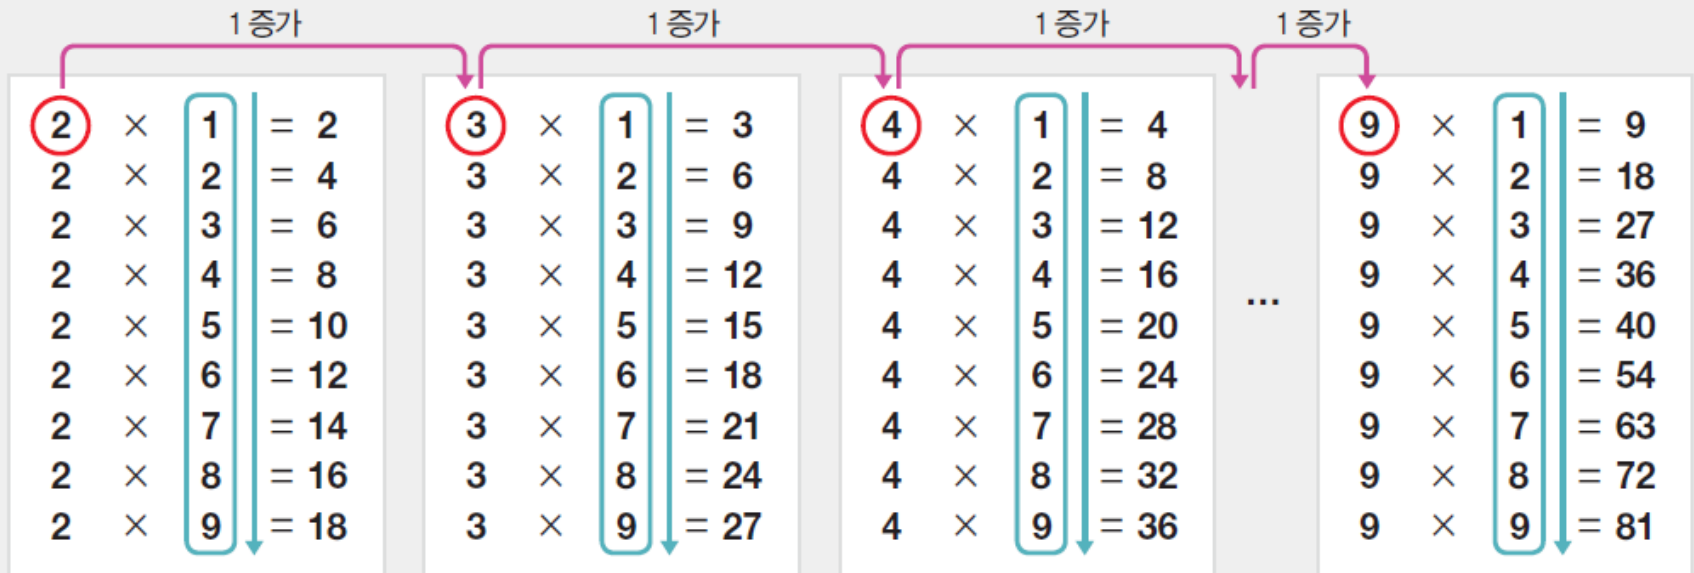 1 증가 1 증가 1 증가 1 증가
2 × 1 = 2
2 × 2 = 4
2 × 3 = 6
2 × 4 = 8
2 × 5 = 10
2 × 6 = 12
2 × 7 = 14
2 × 8 = 16
2 × 9 = 18
3 × 1 = 3
3 × 2 = 6
3 × 3 = 9
3 × 4 = 12
3 × 5 = 15
3 × 6 = 18
3 × 7 = 21
3 × 8 = 24
3 × 9 = 27
4 × 1 = 4
4 × 2 = 8
4 × 3 = 12
4 × 4 = 16
4 × 5 = 20
4 × 6 = 24
4 × 7 = 28
4 × 8 = 32
4 × 9 = 36
...
9 × 1 = 9
9 × 2 = 18
9 × 3 = 27
9 × 4 = 36
9 × 5 = 40
9 × 6 = 54
9 × 7 = 63
9 × 8 = 72
9 × 9 = 81